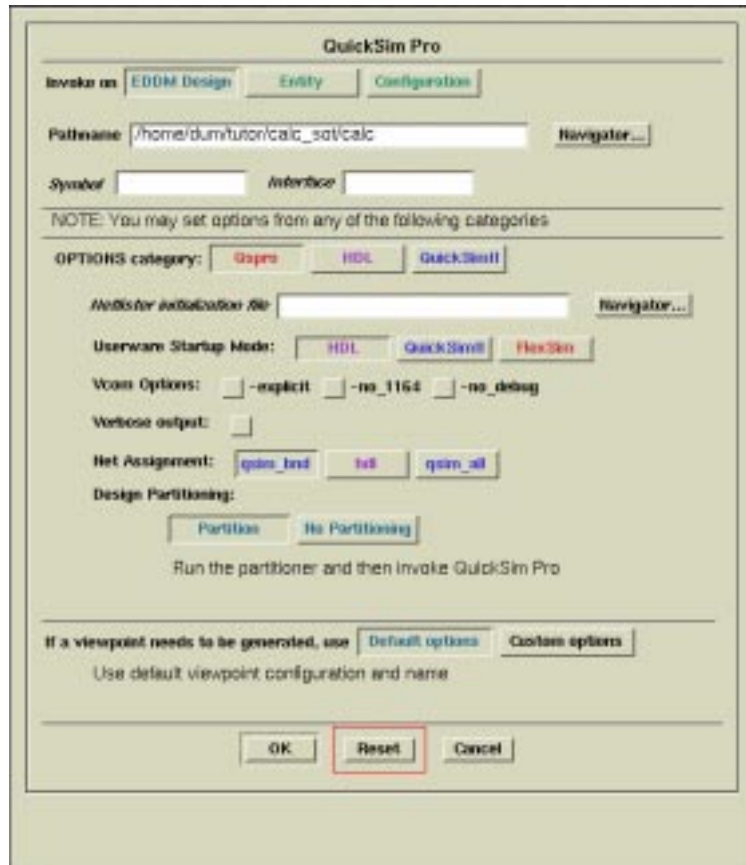 QuickSim Pro
Invoke on EDDM Design Entity Configuration
Pathname /home/dum/tutor/calc_sot/calc Navigator...
Symbol Interface
NOTE: You may set options from any of the following categories
OPTIONS category: Qspro HDL QuickSimII
Netlister initialization file Navigator...
Userware Startup Mode: HDL QuickSimII FlexSim
Vcom Options: -explicit -no_1164 -no_debug
Verbose output:
Net Assignment: qsim_bnd hdl qsim_all
Design Partitioning:
Partition No Partitioning
Run the partitioner and then invoke QuickSim Pro
If a viewpoint needs to be generated, use Default options Custom options
Use default viewpoint configuration and name
OK Reset Cancel